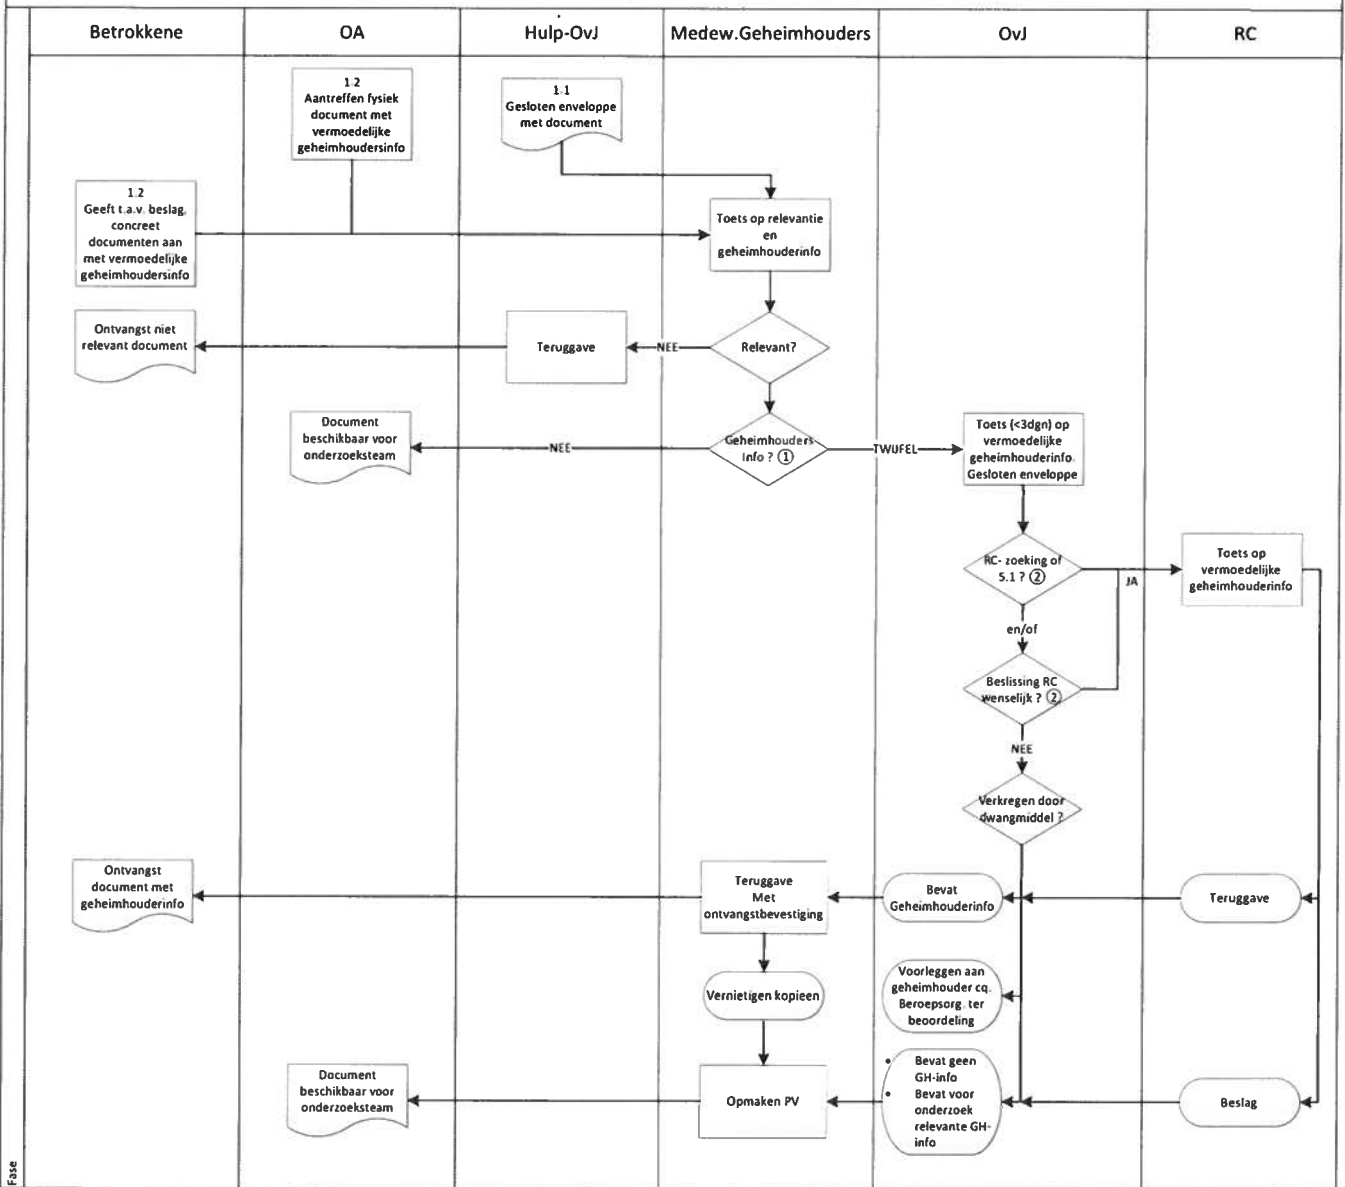 Betrokkene
OA
Hulp-OvJ
Medew.Geheimhouders
OvJ
RC
1.2
Aantreffen fysiek
document met
vermoedelijke
geheimhoudersinfo
1.1
Gesloten enveloppe
met document
1.2
Geeft t.a.v. beslag,
concreet
documenten aan
met vermoedelijke
geheimhoudersinfo
Toets op relevantie
en
geheimhouderinfo
Ontvangst niet
relevant document
Teruggave
NEE
Relevant?
Document
beschikbaar voor
onderzoeksteam
NEE
Geheimhouders
Info ? ①
TWIJFEL
Toets (<3dgn) op
vermoedelijke
geheimhouderinfo.
Gesloten enveloppe
RC- zoeking of
5.1 ? ②
JA
Toets op
vermoedelijke
geheimhouderinfo
en/of
Beslissing RC
wenselijk ? ②
NEE
Verkregen door
dwangmiddel ?
Ontvangst
document met
geheimhouderinfo
Teruggave
Met
ontvangstbevestiging
Bevat
Geheimhouderinfo
Teruggave
Vernietigen kopieen
Voorleggen aan
geheimhouder cq.
Beroepsorg. ter
beoordeling
Document
beschikbaar voor
onderzoeksteam
Opmaken PV
• Bevat geen
GH-info
• Bevat voor
onderzoek
relevante GH-
info
Beslag
Fase